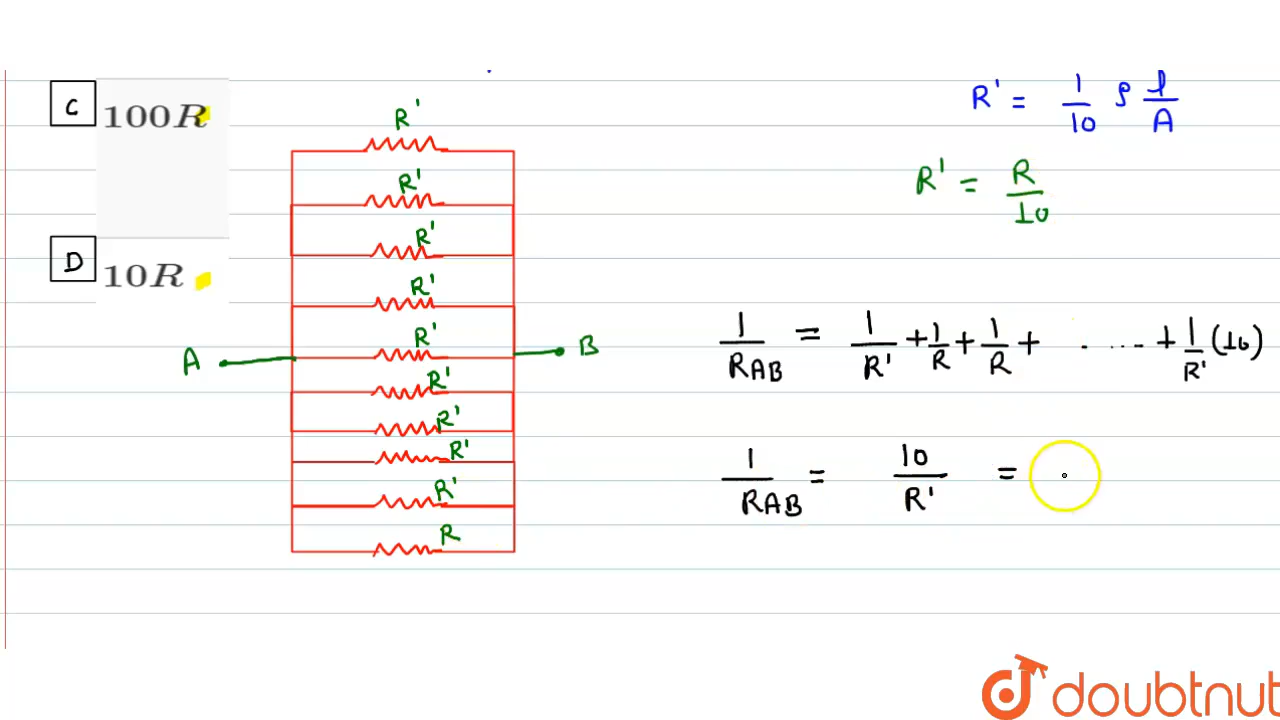 C
100R
D
10R
R'
R'
R'
R'
A
R'
B
R'
R'
R'
R'
R
R' = 1/10 ρ l/A
R' = R/10
1/RAB = 1/R' + 1/R + 1/R + ..... + 1/R' (10)
1/RAB = 10/R' =
doubtnut